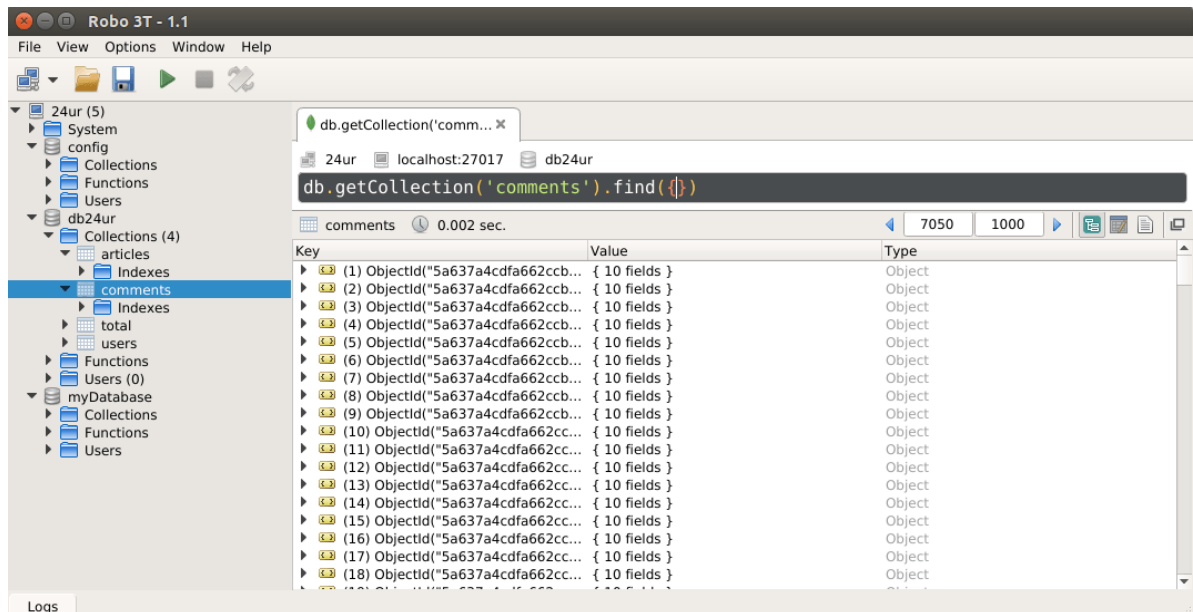 Robo 3T - 1.1
File View Options Window Help
24ur (5)
System
config
Collections
Functions
Users
db24ur
Collections (4)
articles
Indexes
comments
Indexes
total
users
Functions
Users (0)
myDatabase
Collections
Functions
Users
db.getCollection('comm...
24ur localhost:27017 db24ur
db.getCollection('comments').find({})
comments 0.002 sec. 7050 1000
Key Value Type
(1) ObjectId("5a637a4cdfa662ccb... { 10 fields } Object
(2) ObjectId("5a637a4cdfa662ccb... { 10 fields } Object
(3) ObjectId("5a637a4cdfa662ccb... { 10 fields } Object
(4) ObjectId("5a637a4cdfa662ccb... { 10 fields } Object
(5) ObjectId("5a637a4cdfa662ccb... { 10 fields } Object
(6) ObjectId("5a637a4cdfa662ccb... { 10 fields } Object
(7) ObjectId("5a637a4cdfa662ccb... { 10 fields } Object
(8) ObjectId("5a637a4cdfa662ccb... { 10 fields } Object
(9) ObjectId("5a637a4cdfa662ccb... { 10 fields } Object
(10) ObjectId("5a637a4cdfa662cc... { 10 fields } Object
(11) ObjectId("5a637a4cdfa662cc... { 10 fields } Object
(12) ObjectId("5a637a4cdfa662cc... { 10 fields } Object
(13) ObjectId("5a637a4cdfa662cc... { 10 fields } Object
(14) ObjectId("5a637a4cdfa662cc... { 10 fields } Object
(15) ObjectId("5a637a4cdfa662cc... { 10 fields } Object
(16) ObjectId("5a637a4cdfa662cc... { 10 fields } Object
(17) ObjectId("5a637a4cdfa662cc... { 10 fields } Object
(18) ObjectId("5a637a4cdfa662cc... { 10 fields } Object
Logs